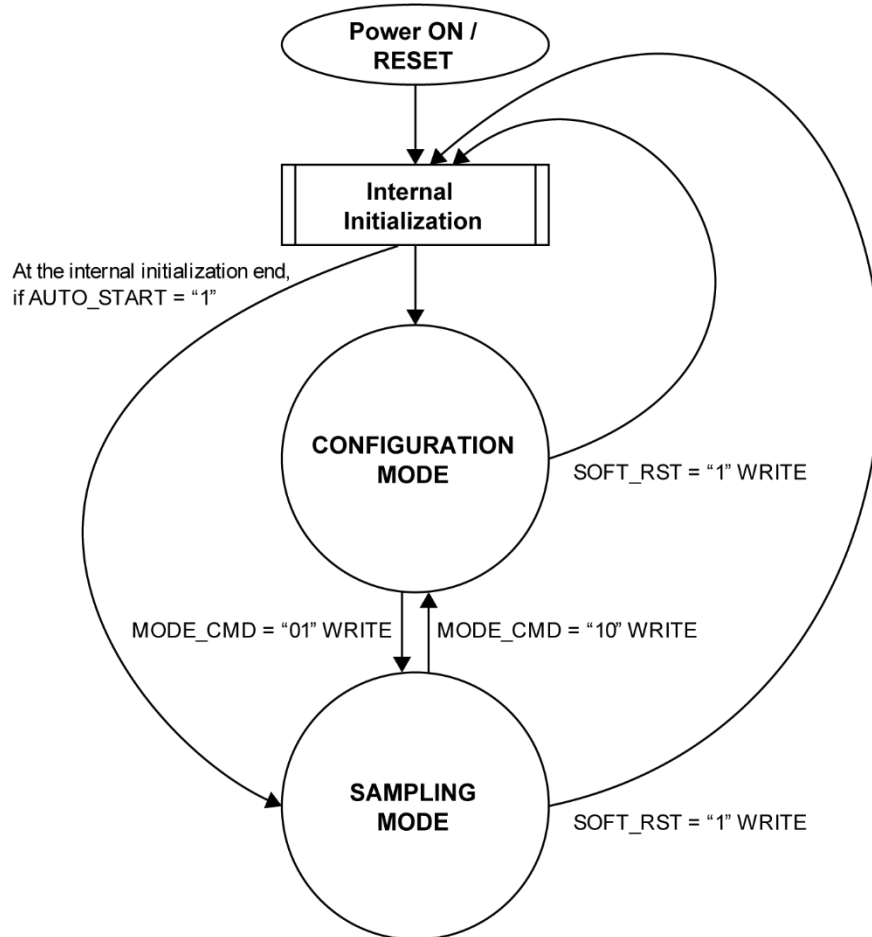 Power ON /
RESET
Internal
Initialization
At the internal initialization end,
if AUTO_START = “1”
CONFIGURATION
MODE
SOFT_RST = “1” WRITE
MODE_CMD = “01” WRITE
MODE_CMD = “10” WRITE
SAMPLING
MODE
SOFT_RST = “1” WRITE